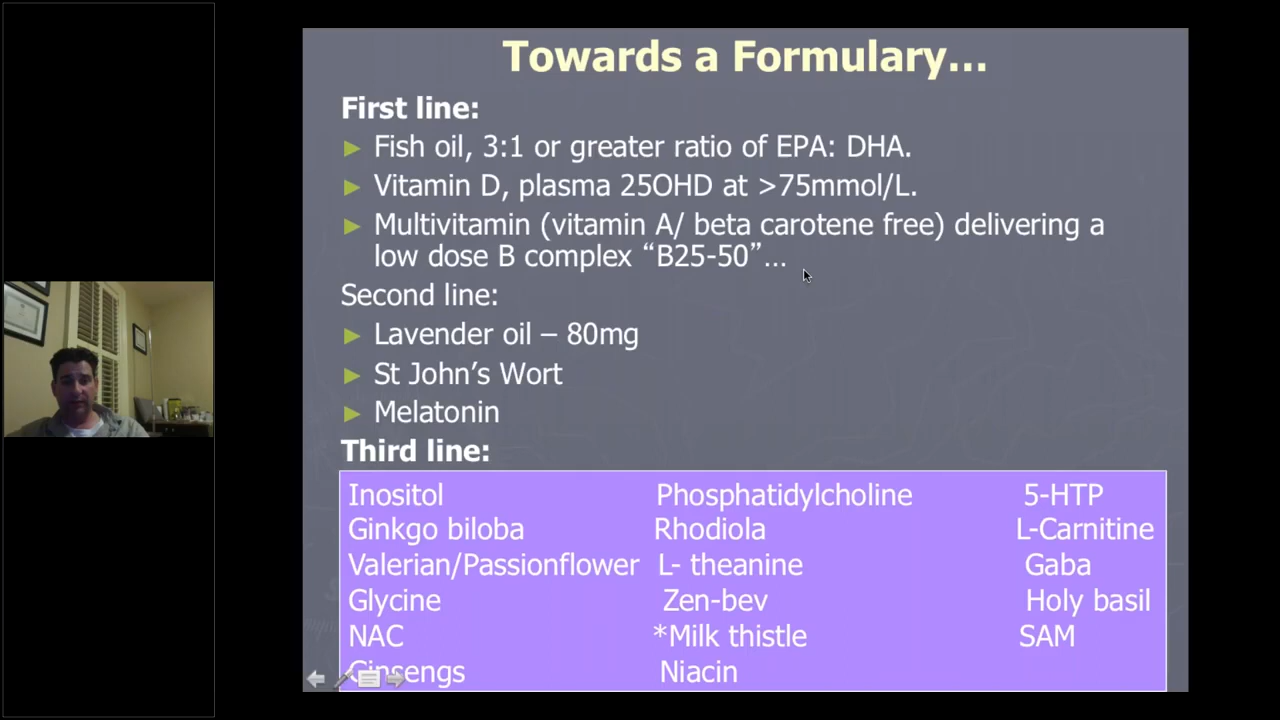 Towards a Formulary...
First line:
► Fish oil, 3:1 or greater ratio of EPA: DHA.
► Vitamin D, plasma 25OHD at >75mmol/L.
► Multivitamin (vitamin A/ beta carotene free) delivering a
low dose B complex “B25-50”...
Second line:
► Lavender oil – 80mg
► St John’s Wort
► Melatonin
Third line:
Inositol Phosphatidylcholine 5-HTP
Ginkgo biloba Rhodiola L-Carnitine
Valerian/Passionflower L- theanine Gaba
Glycine Zen-bev Holy basil
NAC *Milk thistle SAM
Ginsengs Niacin